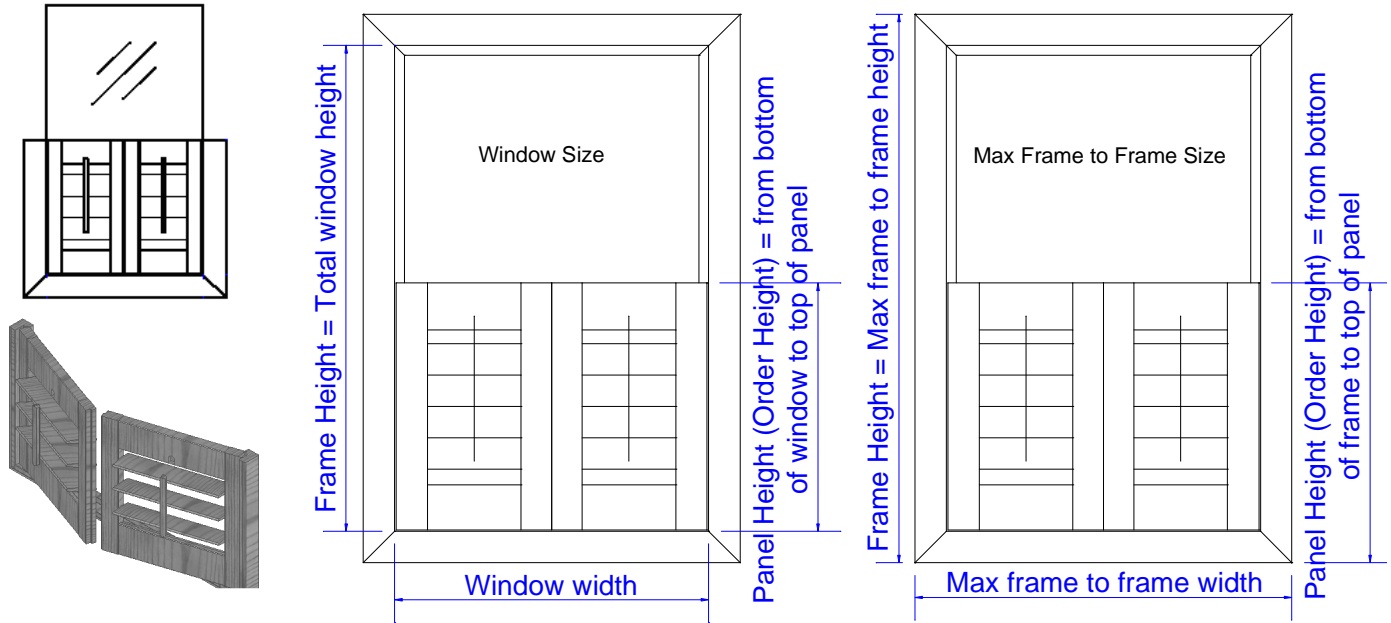 Frame Height = Total window height
Window Size
Window width
Panel Height (Order Height) = from bottom
of window to top of panel
Frame Height = Max frame to frame height
Max Frame to Frame Size
Max frame to frame width
Panel Height (Order Height) = from bottom
of frame to top of panel